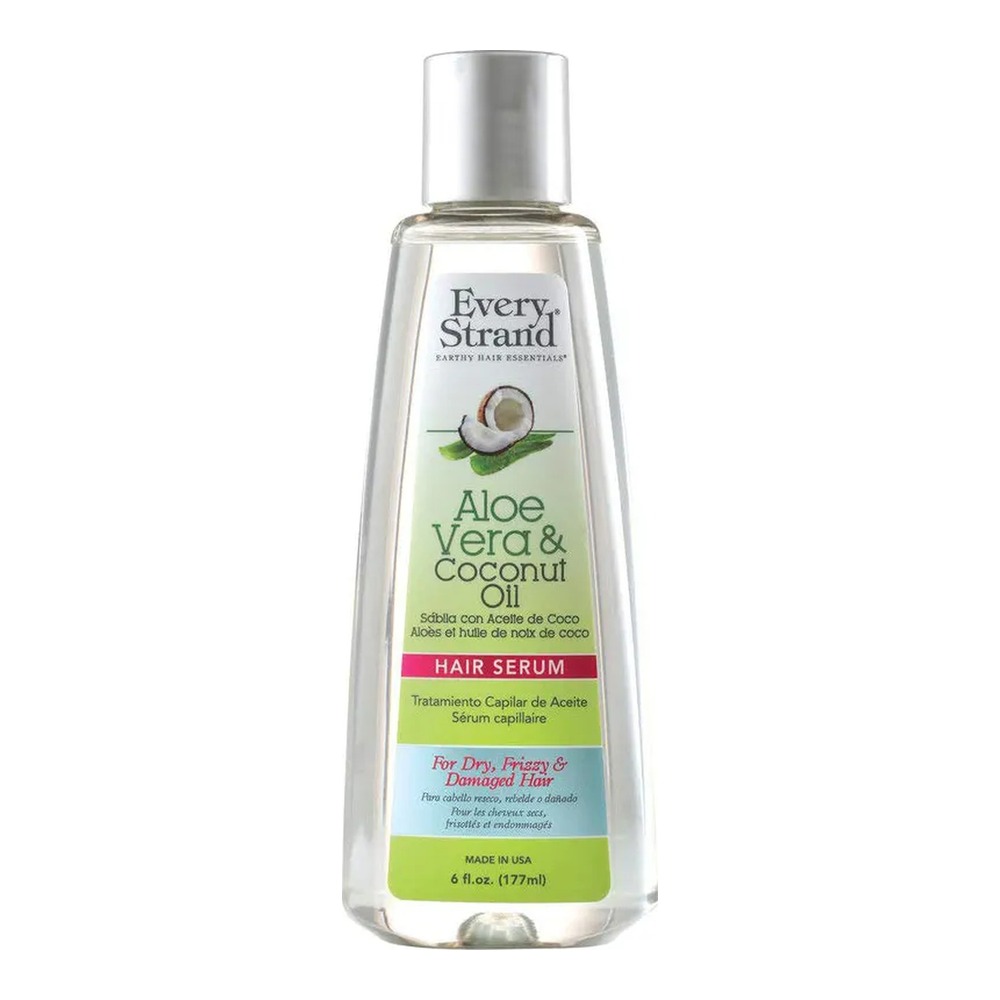 Every
Strand®
EARTHY HAIR ESSENTIALS®
Aloe
Vera &
Coconut
Oil
Sábila con Aceite de Coco
Aloès et huile de noix de coco
HAIR SERUM
Tratamiento Capilar de Aceite
Sérum capillaire
For Dry, Frizzy &
Damaged Hair
Para cabello reseco, rebelde o dañado
Pour les cheveux secs,
frisottés et endommagés
MADE IN USA
6 fl.oz. (177ml)